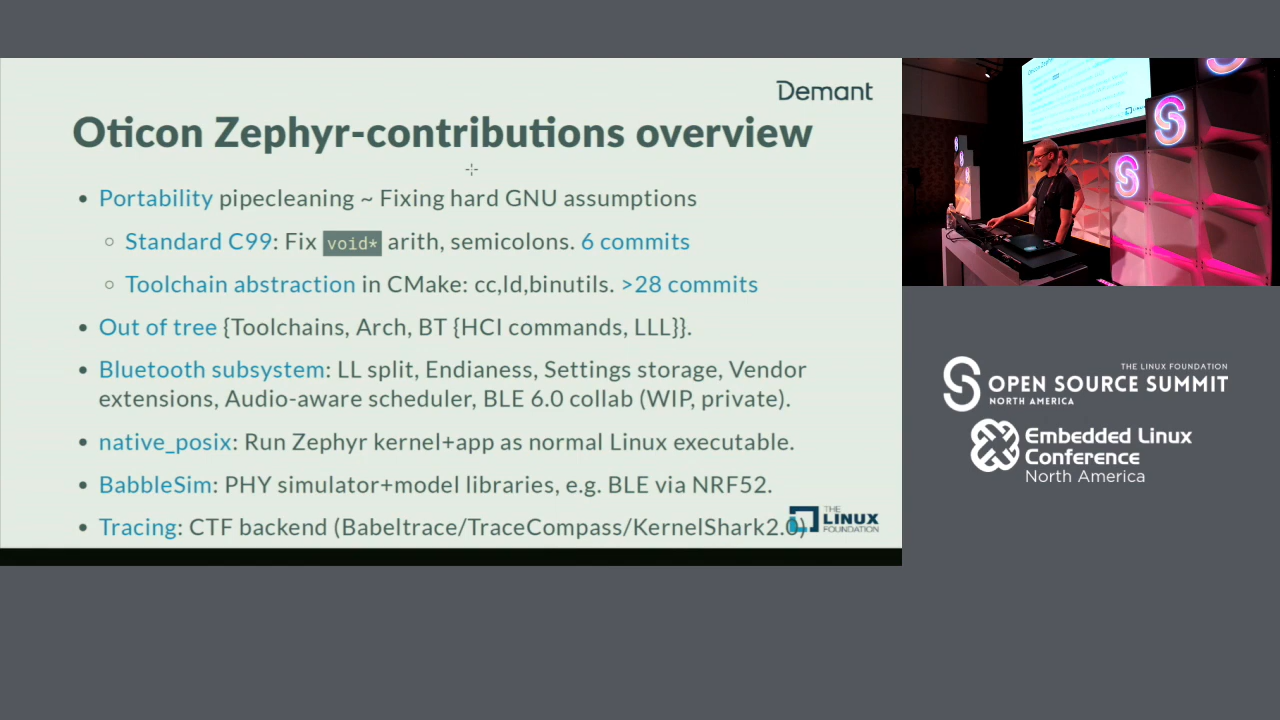 Demant
Oticon Zephyr-contributions overview
• Portability pipecleaning ~ Fixing hard GNU assumptions
○ Standard C99: Fix void* arith, semicolons. 6 commits
○ Toolchain abstraction in CMake: cc,ld,binutils. >28 commits
• Out of tree {Toolchains, Arch, BT {HCI commands, LLL}}.
• Bluetooth subsystem: LL split, Endianess, Settings storage, Vendor
extensions, Audio-aware scheduler, BLE 6.0 collab (WIP, private).
• native_posix: Run Zephyr kernel+app as normal Linux executable.
• BabbleSim: PHY simulator+model libraries, e.g. BLE via NRF52.
• Tracing: CTF backend (Babeltrace/TraceCompass/KernelShark2.0)
THE
LINUX
FOUNDATION
THE LINUX FOUNDATION
OPEN SOURCE SUMMIT
NORTH AMERICA
Embedded Linux
Conference
North America